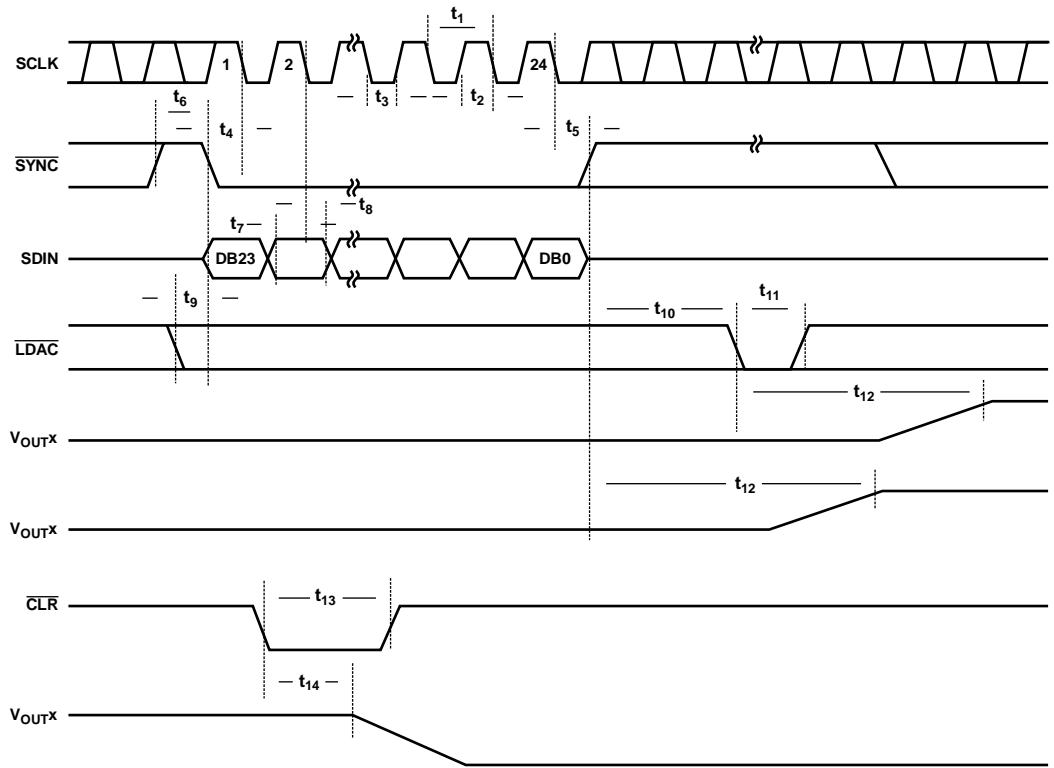 t1
SCLK 1 2 24
t3 t2
t6
t4 t5
SYNC
t8
t7
SDIN DB23 DB0
t9 t11
t10
LDAC
t12
VOUTX
t12
VOUTX
CLR t13
t14
VOUTX